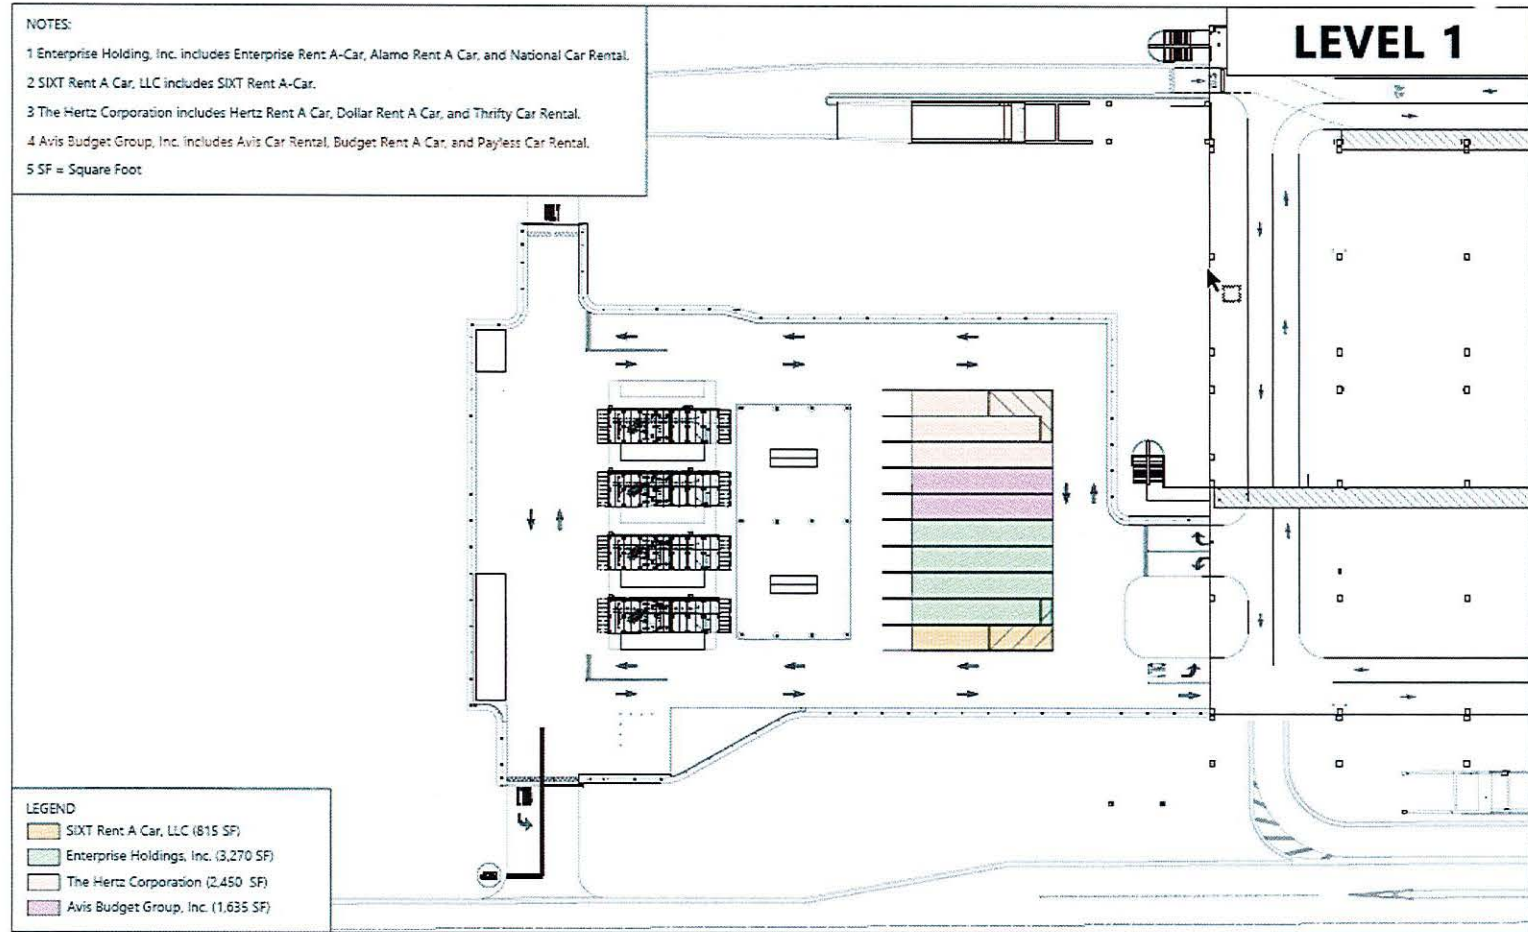 NOTES:
1 Enterprise Holding, Inc. includes Enterprise Rent A-Car, Alamo Rent A Car, and National Car Rental.
2 SIXT Rent A Car, LLC includes SIXT Rent A-Car.
3 The Hertz Corporation includes Hertz Rent A Car, Dollar Rent A Car, and Thrifty Car Rental.
4 Avis Budget Group, Inc. includes Avis Car Rental, Budget Rent A Car, and Payless Car Rental.
5 SF = Square Foot
LEVEL 1
LEGEND
SIXT Rent A Car, LLC (815 SF)
Enterprise Holdings, Inc. (3,270 SF)
The Hertz Corporation (2,450 SF)
Avis Budget Group, Inc. (1,635 SF)